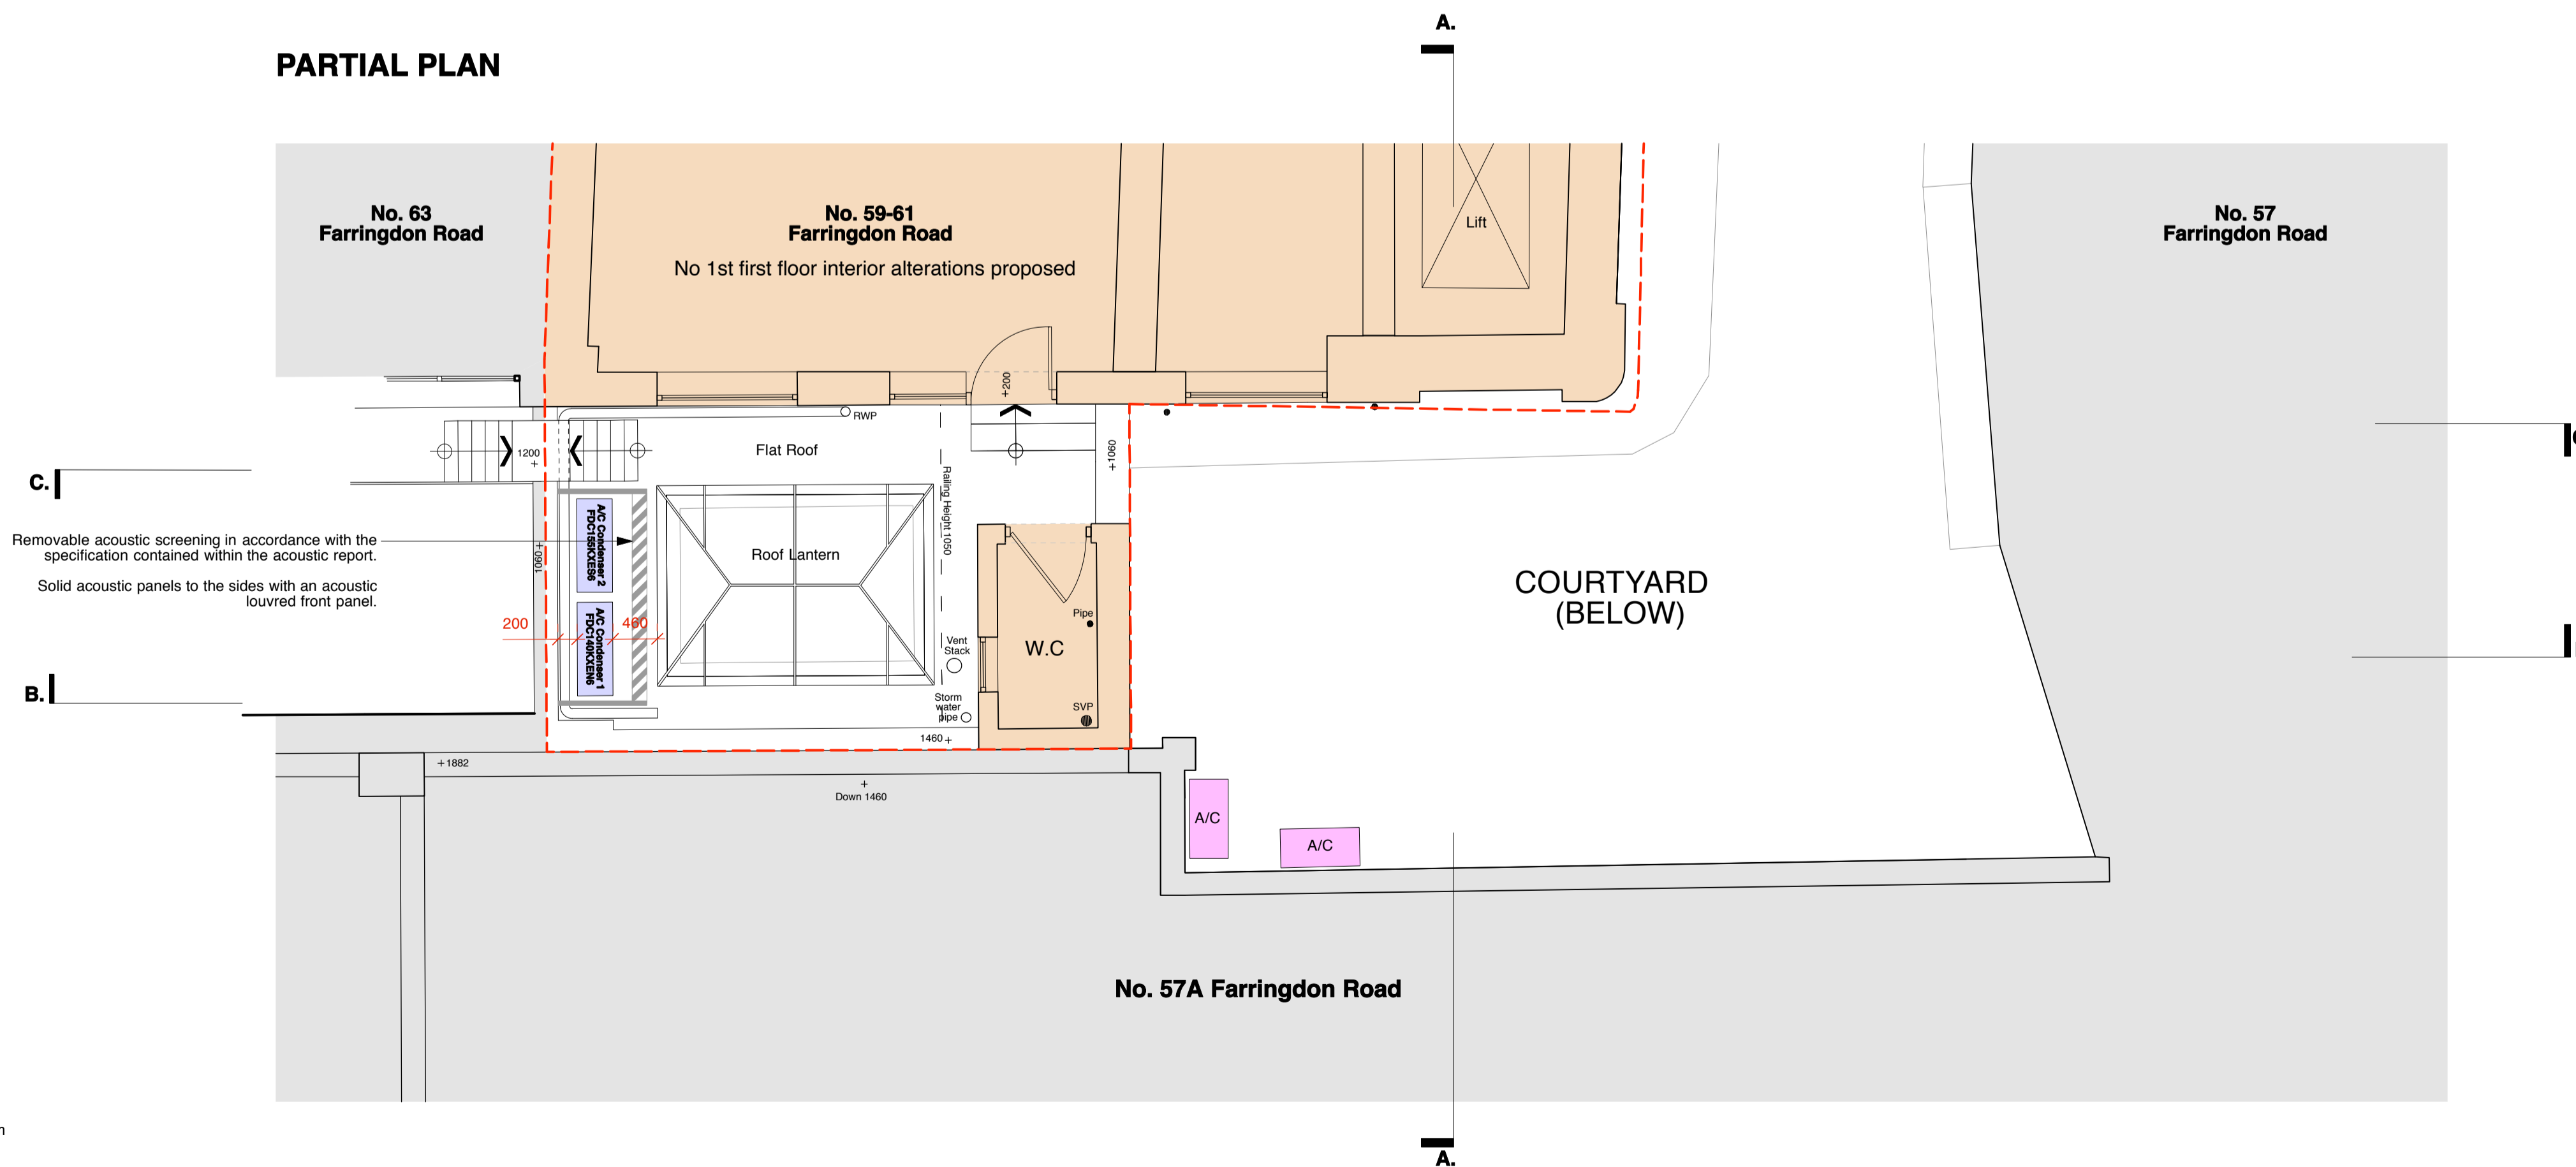 A.
PARTIAL PLAN
No. 63
Farringdon Road
No. 59-61
Farringdon Road
No 1st first floor interior alterations proposed
Lift
No. 57
Farringdon Road
+200
RWP
Flat Roof
1200
+
+1060
C.
Railing Height 1050
Removable acoustic screening in accordance with the
specification contained within the acoustic report.
Solid acoustic panels to the sides with an acoustic
louvred front panel.
+1060
A/C Condenser 2
FDC155KXES6
A/C Condenser 1
FDC140KXEN6
200
460
Roof Lantern
COURTYARD
(BELOW)
Pipe
Vent
Stack
W.C
B.
Storm
water
pipe
SVP
1460 +
+1882
+
Down 1460
A/C
A/C
No. 57A Farringdon Road
A.